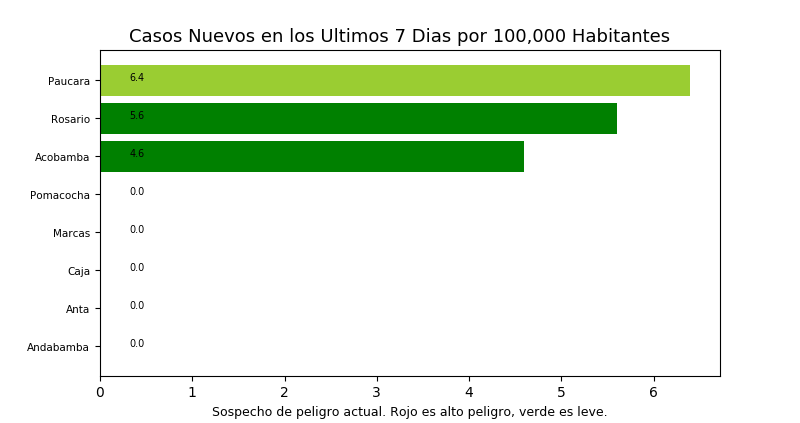 Casos Nuevos en los Ultimos 7 Dias por 100,000 Habitantes
Paucara 6.4
Rosario 5.6
Acobamba 4.6
Pomacocha 0.0
Marcas 0.0
Caja 0.0
Anta 0.0
Andabamba 0.0
0 1 2 3 4 5 6
Sospecho de peligro actual. Rojo es alto peligro, verde es leve.